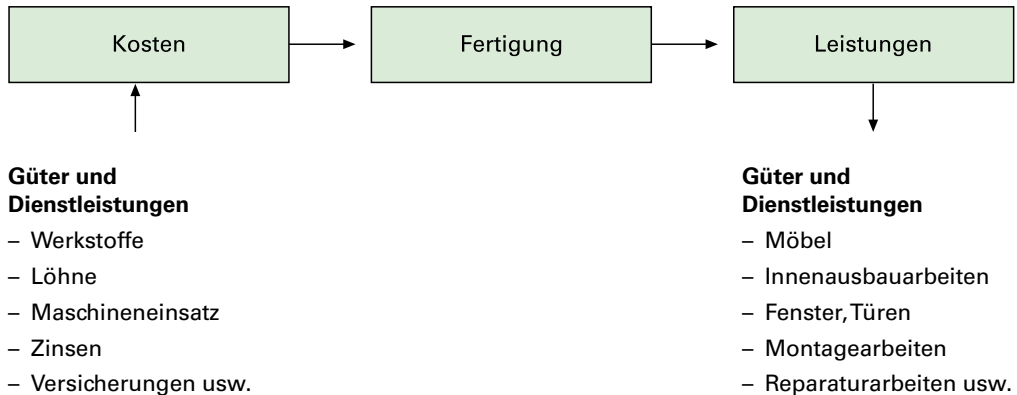 Kosten
Fertigung
Leistungen
Güter und
Dienstleistungen
– Werkstoffe
– Löhne
– Maschineneinsatz
– Zinsen
– Versicherungen usw.
Güter und
Dienstleistungen
– Möbel
– Innenausbauarbeiten
– Fenster, Türen
– Montagearbeiten
– Reparaturarbeiten usw.